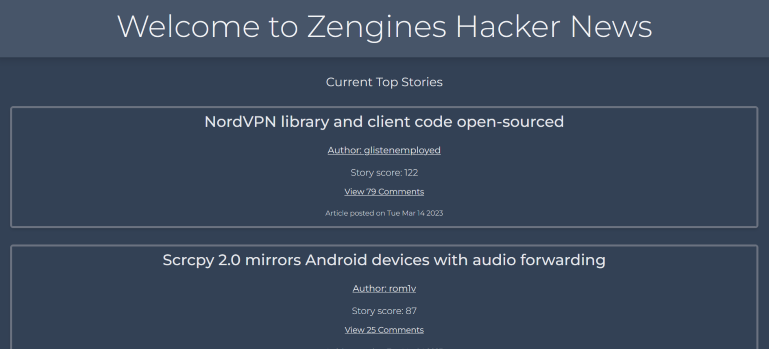 Welcome to Zengines Hacker News
Current Top Stories
NordVPN library and client code open-sourced
Author: glistenemployed
Story score: 122
View 79 Comments
Article posted on Tue Mar 14 2023
Scrcpy 2.0 mirrors Android devices with audio forwarding
Author: rom1v
Story score: 87
View 25 Comments